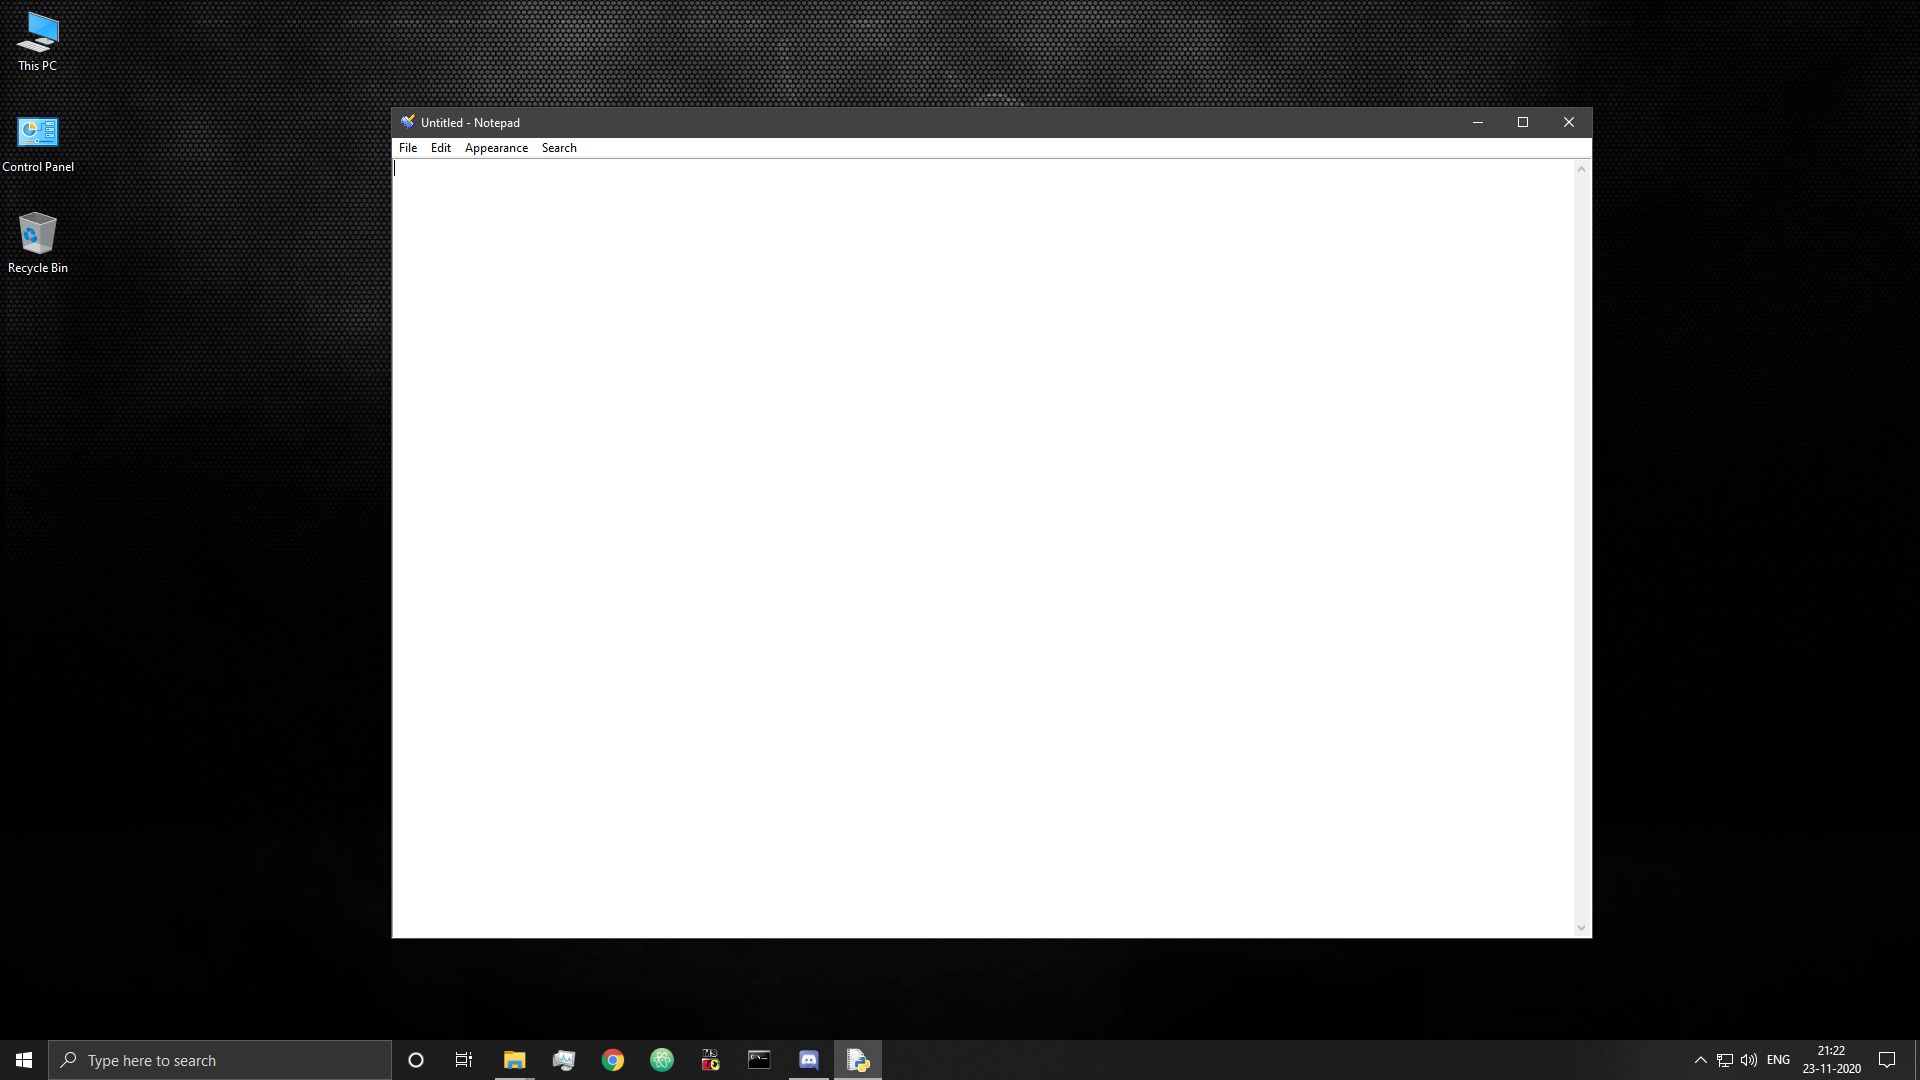 This PC
Control Panel
Recycle Bin
Untitled - Notepad
File Edit Appearance Search
Type here to search
ENG
21:22
23-11-2020